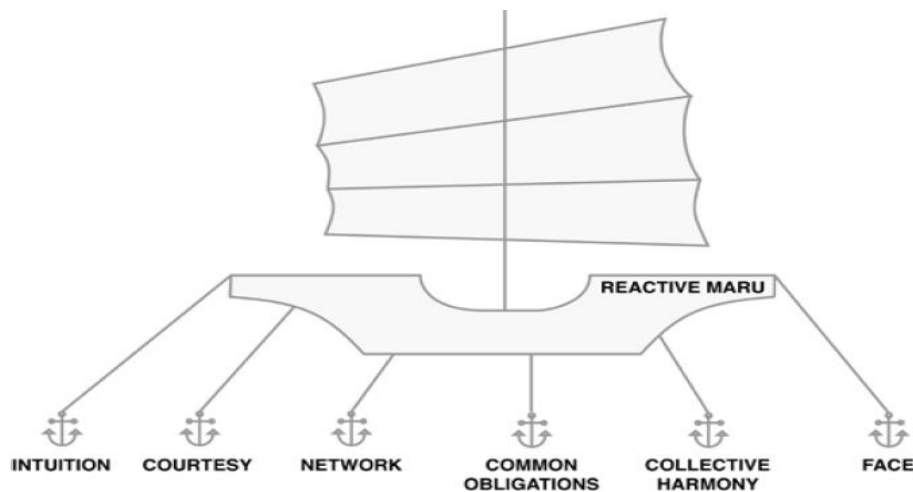 REACTIVE MARU
INTUITION
COURTESY
NETWORK
COMMON
OBLIGATIONS
COLLECTIVE
HARMONY
FACE